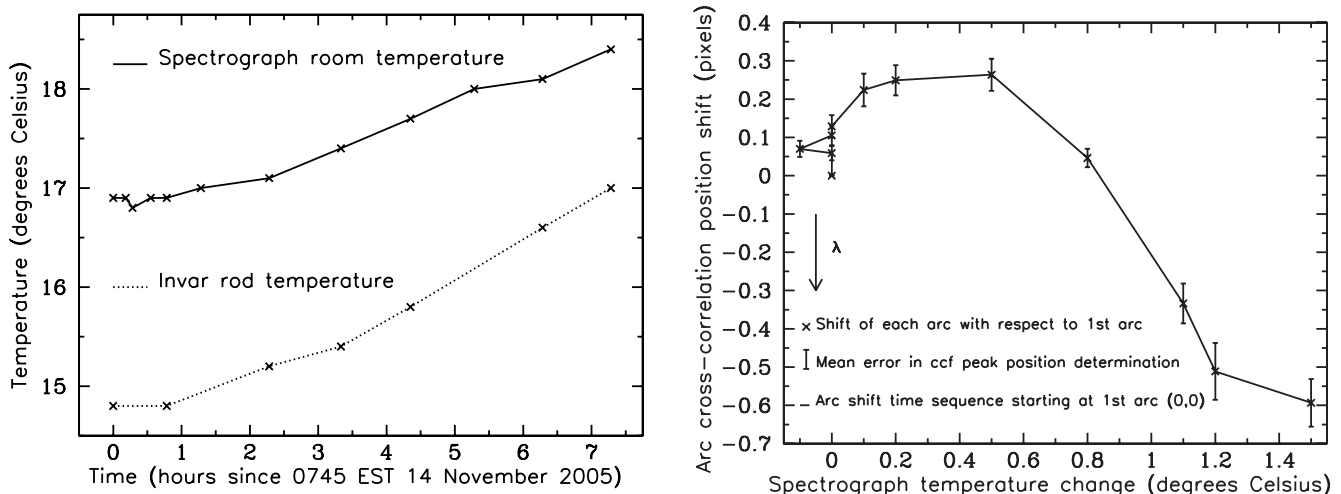 Temperature (degrees Celsius)
18
17
16
15
Spectrograph room temperature
Invar rod temperature
0 1 2 3 4 5 6 7
Time (hours since 0745 EST 14 November 2005)
Arc cross−correlation position shift (pixels)
0.4
0.3
0.2
0.1
0
−0.1
−0.2
−0.3
−0.4
−0.5
−0.6
−0.7
λ
Shift of each arc with respect to 1st arc
Mean error in ccf peak position determination
Arc shift time sequence starting at 1st arc (0,0)
0 0.2 0.4 0.6 0.8 1 1.2 1.4
Spectrograph temperature change (degrees Celsius)